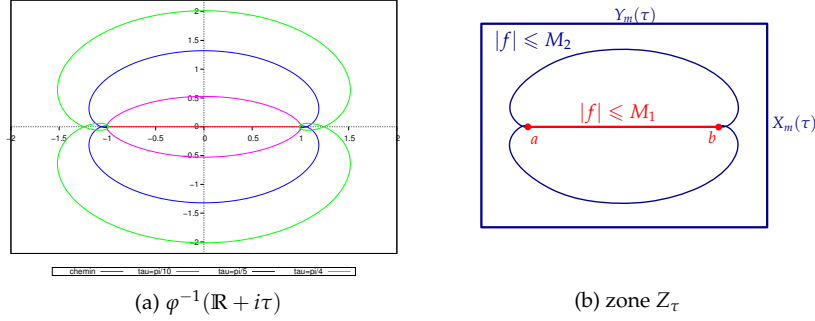 2
1.5
1
0.5
0
-0.5
-1
-1.5
-2
-2 -1.5 -1 -0.5 0 0.5 1 1.5 2
chemin tau=pi/10 tau=pi/5 tau=pi/4
(a) φ⁻¹(ℝ + iτ)
Yₘ(τ)
|f| ⩽ M₂
|f| ⩽ M₁
Xₘ(τ)
a b
(b) zone Z_τ